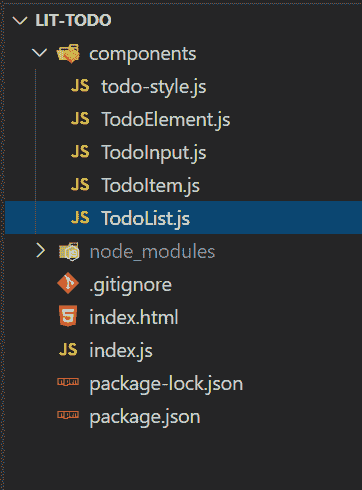 LIT-TODO
components
JS todo-style.js
JS TodoElement.js
JS TodoInput.js
JS TodoItem.js
JS TodoList.js
node_modules
.gitignore
index.html
JS index.js
package-lock.json
package.json